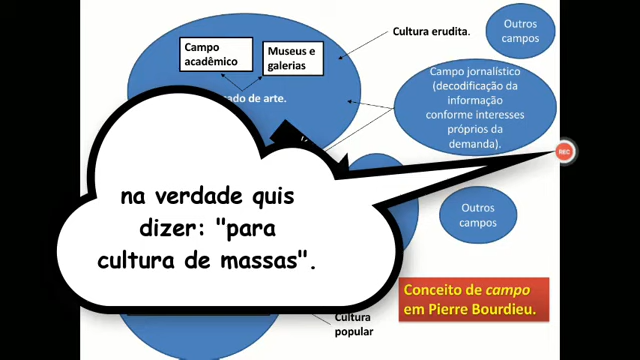 Cultura erudita.
Outros
campos
Campo
acadêmico
Museus e
galerias
Campo jornalístico
(decodificação da
informação
conforme interesses
próprios da
demanda).
de arte.
REC
na verdade quis
dizer: "para
cultura de massas".
Outros
campos
Conceito de campo
em Pierre Bourdieu.
Cultura
popular